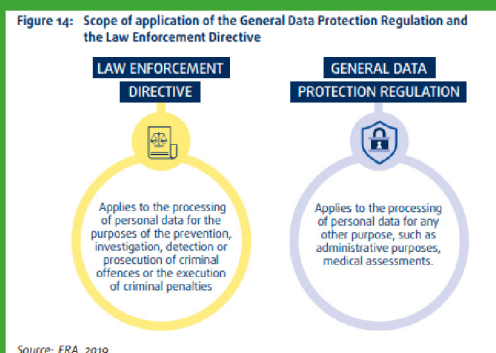 Figure 14: Scope of application of the General Data Protection Regulation and
the Law Enforcement Directive
LAW ENFORCEMENT
DIRECTIVE
Applies to the processing
of personal data for the
purposes of the prevention,
investigation, detection or
prosecution of criminal
offences or the execution
of criminal penalties
GENERAL DATA
PROTECTION REGULATION
Applies to the processing
of personal data for any
other purpose, such as
administrative purposes,
medical assessments.
Source: FRA, 2019